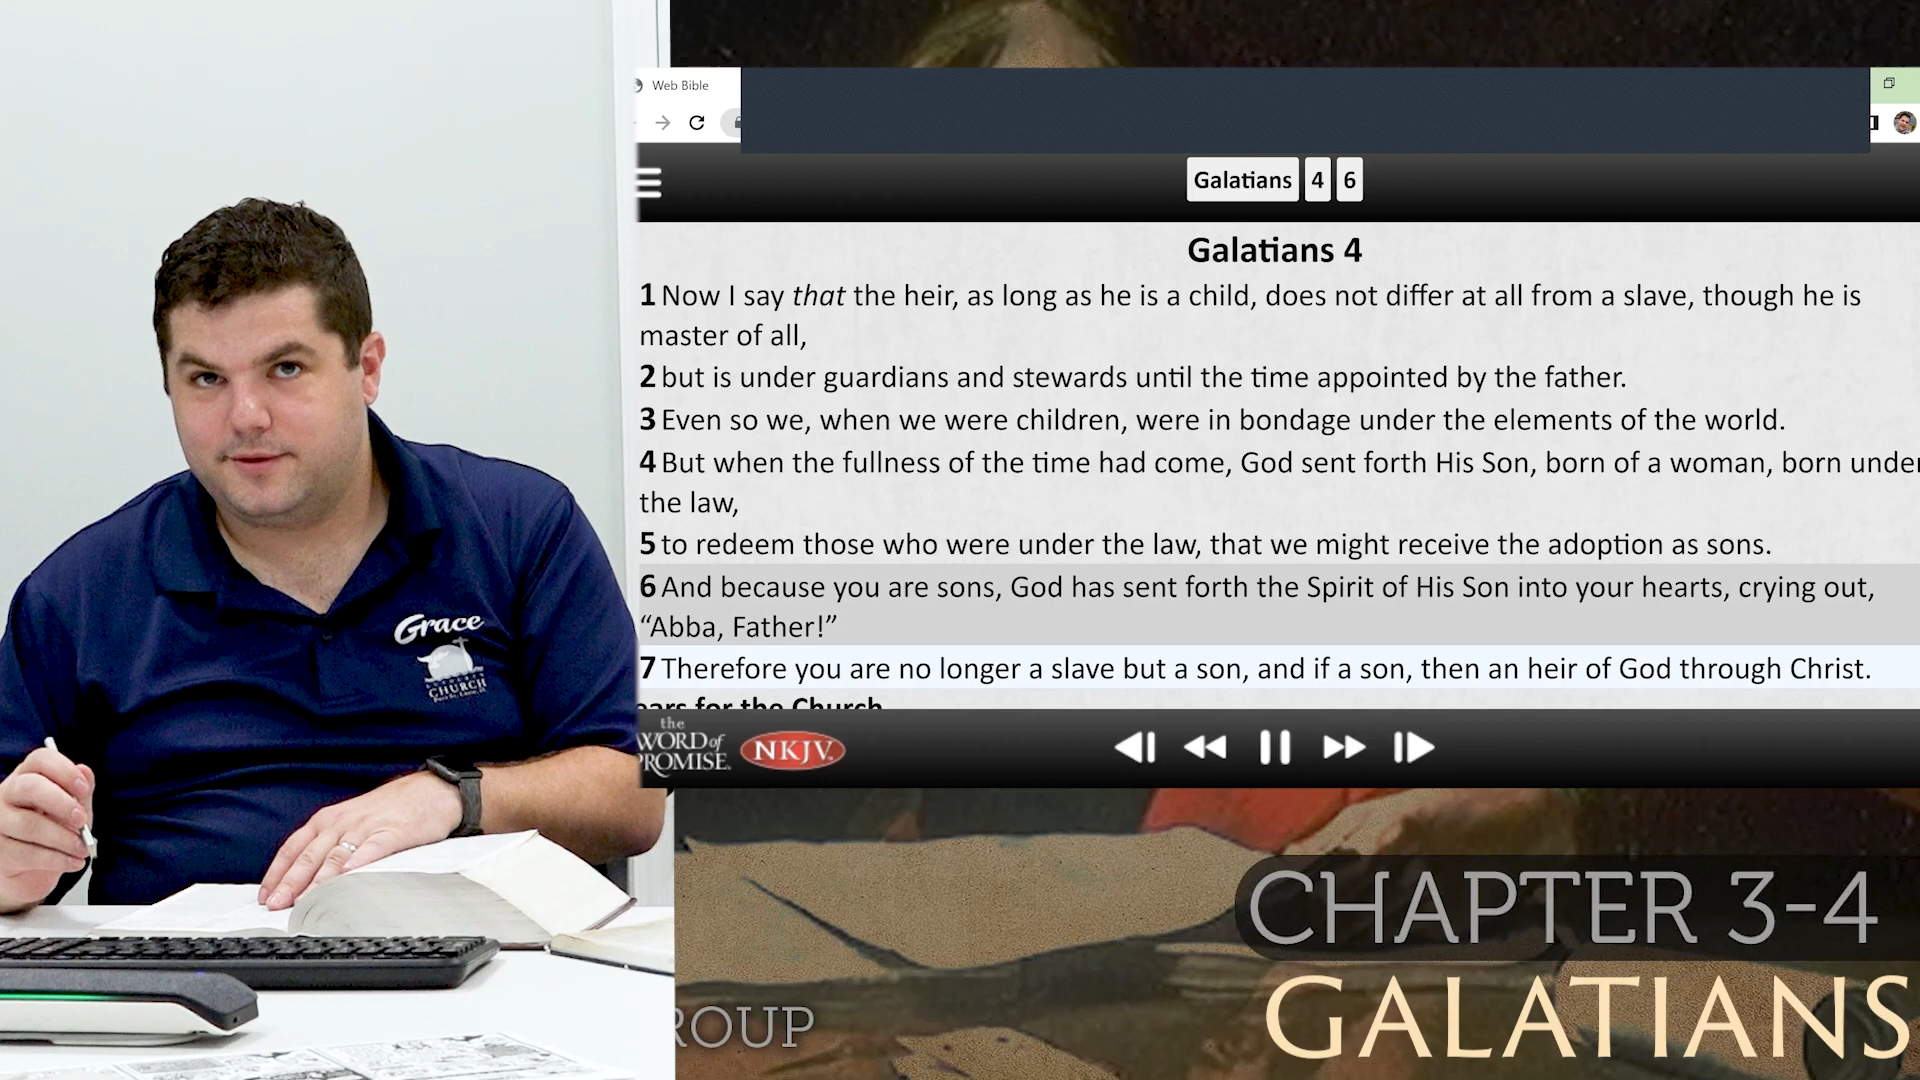 Web Bible
Galatians 4 6
Galatians 4
1 Now I say that the heir, as long as he is a child, does not differ at all from a slave, though he is
master of all,
2 but is under guardians and stewards until the time appointed by the father.
3 Even so we, when we were children, were in bondage under the elements of the world.
4 But when the fullness of the time had come, God sent forth His Son, born of a woman, born under
the law,
5 to redeem those who were under the law, that we might receive the adoption as sons.
6 And because you are sons, God has sent forth the Spirit of His Son into your hearts, crying out,
“Abba, Father!”
7 Therefore you are no longer a slave but a son, and if a son, then an heir of God through Christ.
ears for the Church
the
WORD of
PROMISE
NKJV
Grace
CHURCH
CHAPTER 3-4
GALATIANS
ROUP